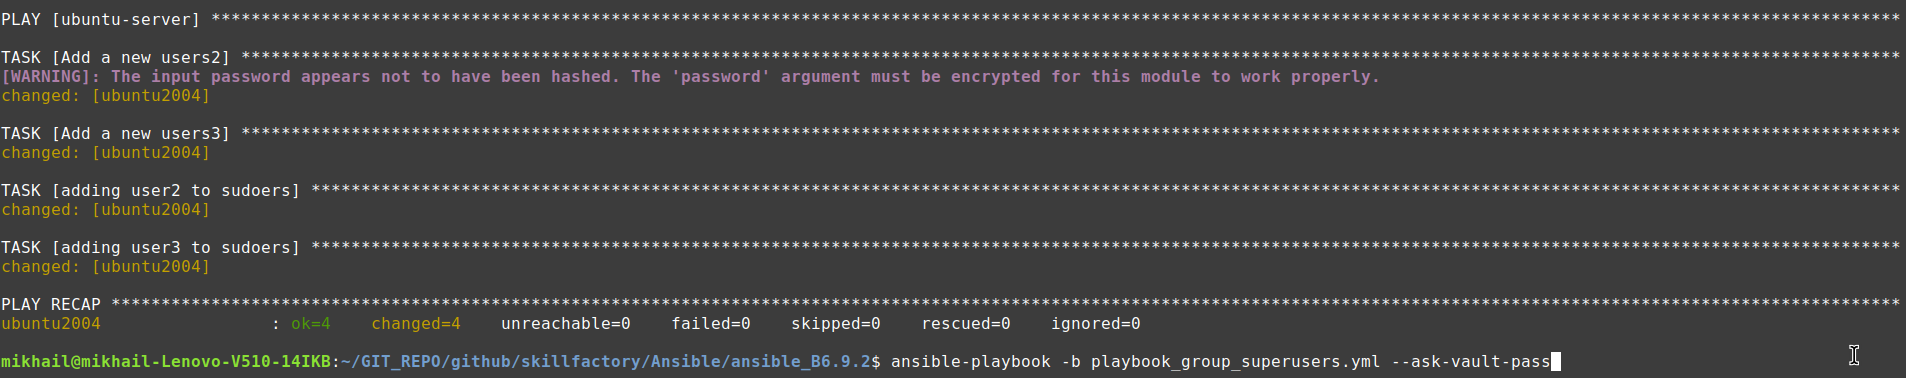 PLAY [ubuntu-server] *************************************************************************************************************************************************************************
TASK [Add a new users2] **********************************************************************************************************************************************************************
[WARNING]: The input password appears not to have been hashed. The 'password' argument must be encrypted for this module to work properly.
changed: [ubuntu2004]
TASK [Add a new users3] **********************************************************************************************************************************************************************
changed: [ubuntu2004]
TASK [adding user2 to sudoers] ***************************************************************************************************************************************************************
changed: [ubuntu2004]
TASK [adding user3 to sudoers] ***************************************************************************************************************************************************************
changed: [ubuntu2004]
PLAY RECAP ***********************************************************************************************************************************************************************************
ubuntu2004                 : ok=4    changed=4    unreachable=0    failed=0    skipped=0    rescued=0    ignored=0
mikhail@mikhail-Lenovo-V510-14IKB:~/GIT_REPO/github/skillfactory/Ansible/ansible_B6.9.2$ ansible-playbook -b playbook_group_superusers.yml --ask-vault-pass